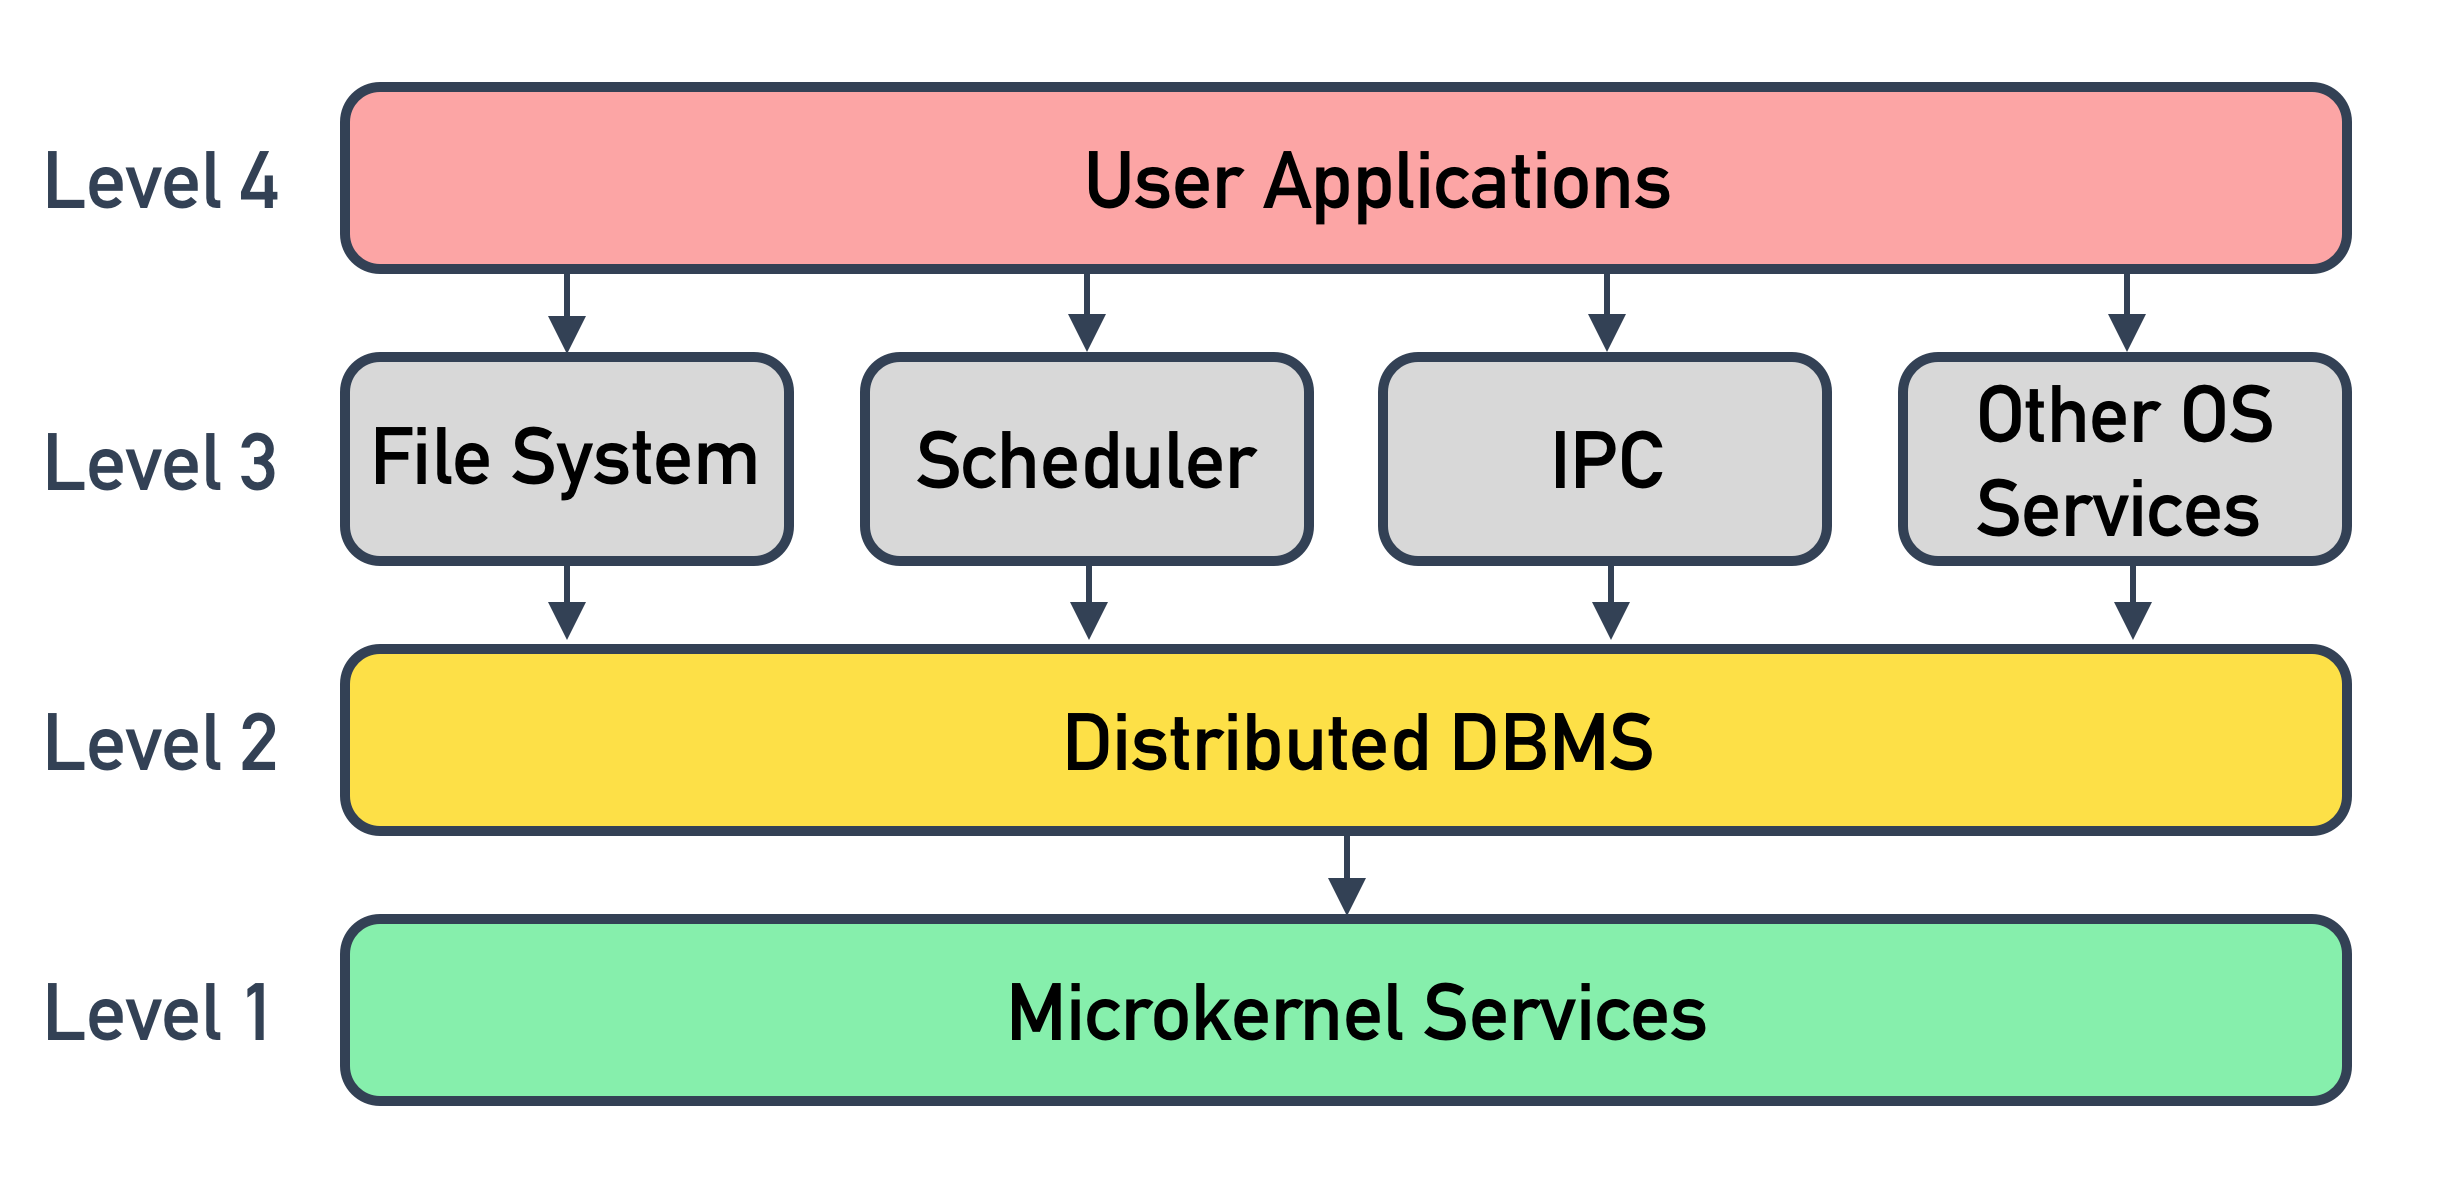 Level 4
User Applications
Level 3
File System
Scheduler
IPC
Other OS
Services
Level 2
Distributed DBMS
Level 1
Microkernel Services